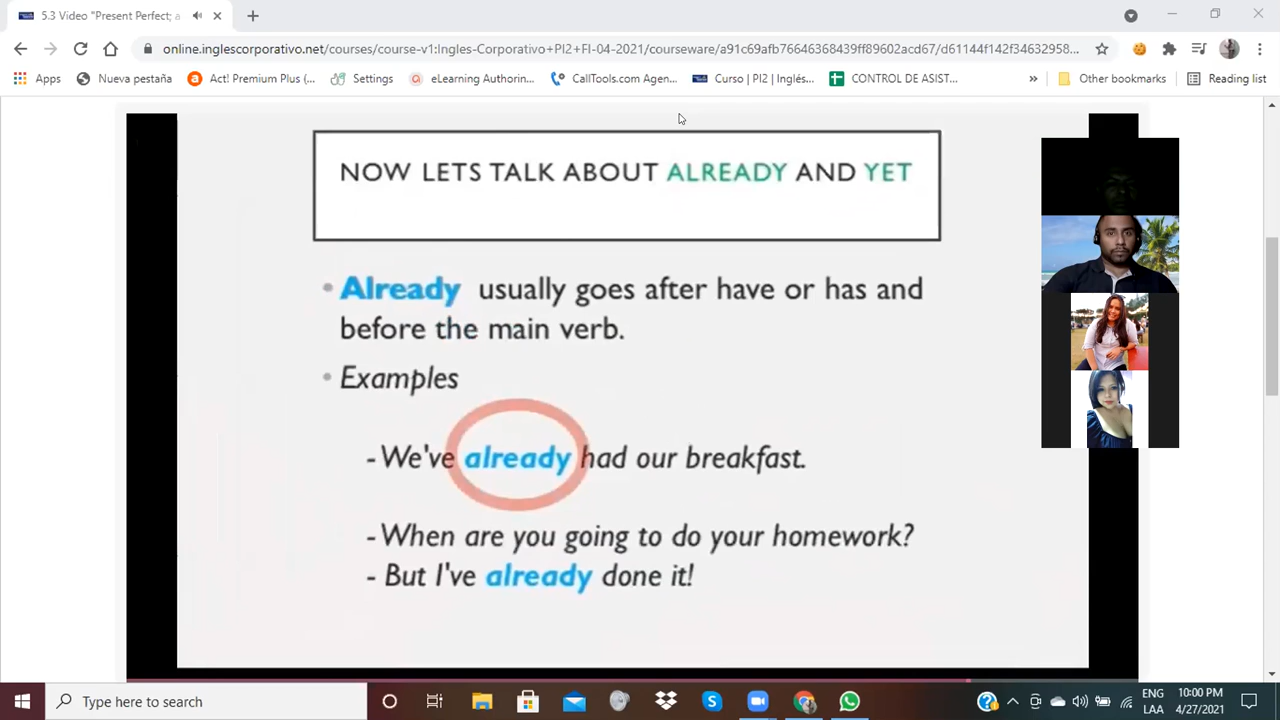 5.3 Video "Present Perfect; a
online.inglescorporativo.net/courses/course-v1:Ingles-Corporativo+PI2+FI-04-2021/courseware/a91c69afb76646368439ff89602acd67/d61144f142f34632958...
Apps
Nueva pestaña
Act! Premium Plus (...
Settings
eLearning Authorin...
CallTools.com Agen...
Curso | PI2 | Inglés...
CONTROL DE ASIST...
»
Other bookmarks
Reading list
NOW LETS TALK ABOUT ALREADY AND YET
• Already usually goes after have or has and
before the main verb.
• Examples
- We've already had our breakfast.
- When are you going to do your homework?
- But I've already done it!
Type here to search
ENG
LAA
10:00 PM
4/27/2021